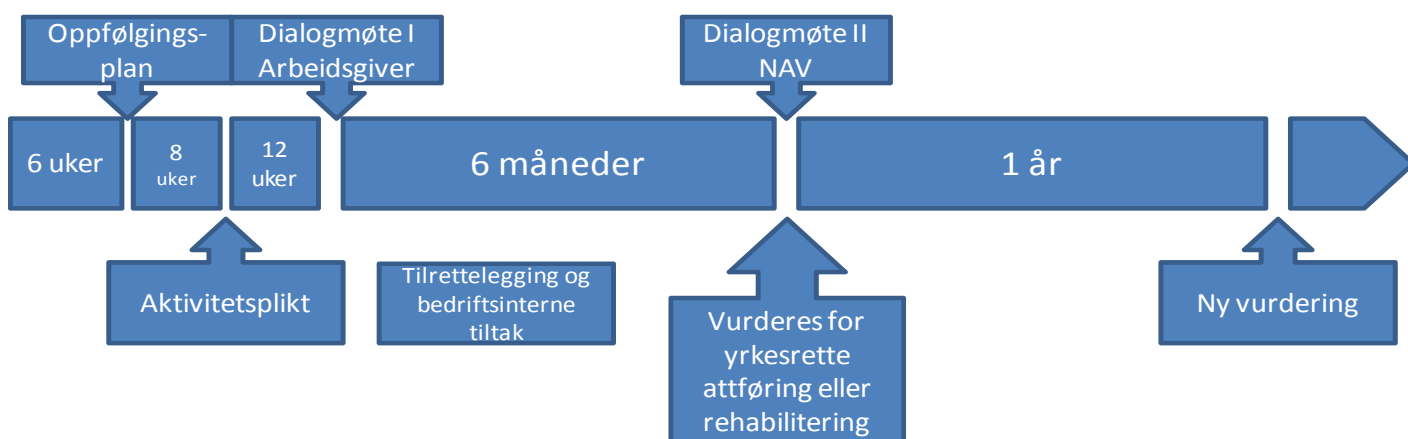 Oppfølgings-
plan
Dialogmøte I
Arbeidsgiver
Dialogmøte II
NAV
6 uker
8
uker
12
uker
6 måneder
1 år
Aktivitetsplikt
Tilrettelegging og
bedriftsinterne
tiltak
Vurderes for
yrkesrette
attføring eller
rehabilitering
Ny vurdering